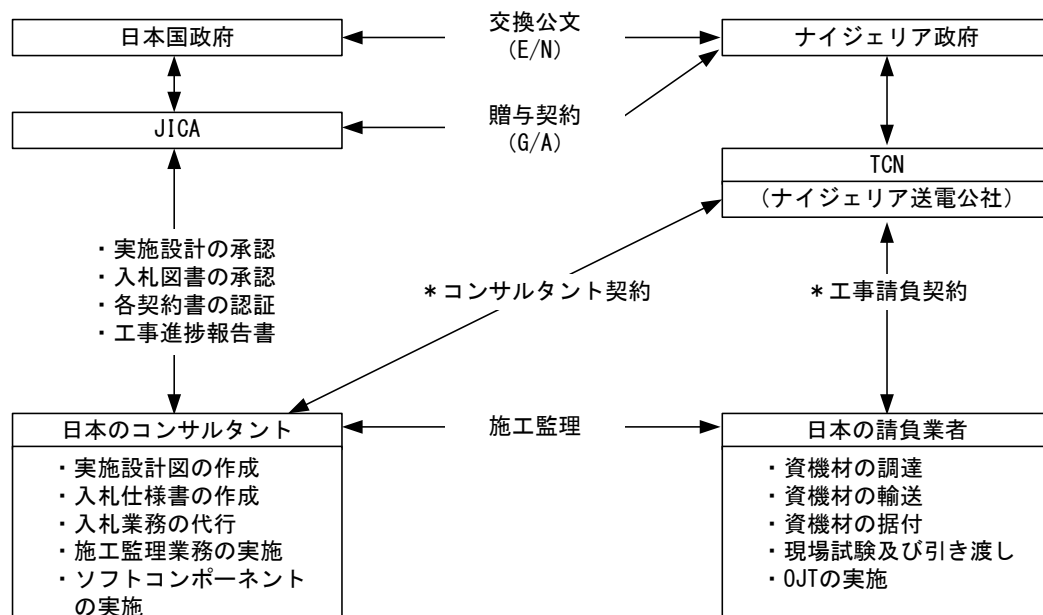 日本国政府
交換公文
(E/N)
ナイジェリア政府
JICA
贈与契約
(G/A)
TCN
(ナイジェリア送電公社)
・実施設計の承認
・入札図書の承認
・各契約書の認証
・工事進捗報告書
＊コンサルタント契約
＊工事請負契約
日本のコンサルタント
施工監理
日本の請負業者
・実施設計図の作成
・入札仕様書の作成
・入札業務の代行
・施工監理業務の実施
・ソフトコンポーネント
の実施
・資機材の調達
・資機材の輸送
・資機材の据付
・現場試験及び引き渡し
・OJTの実施